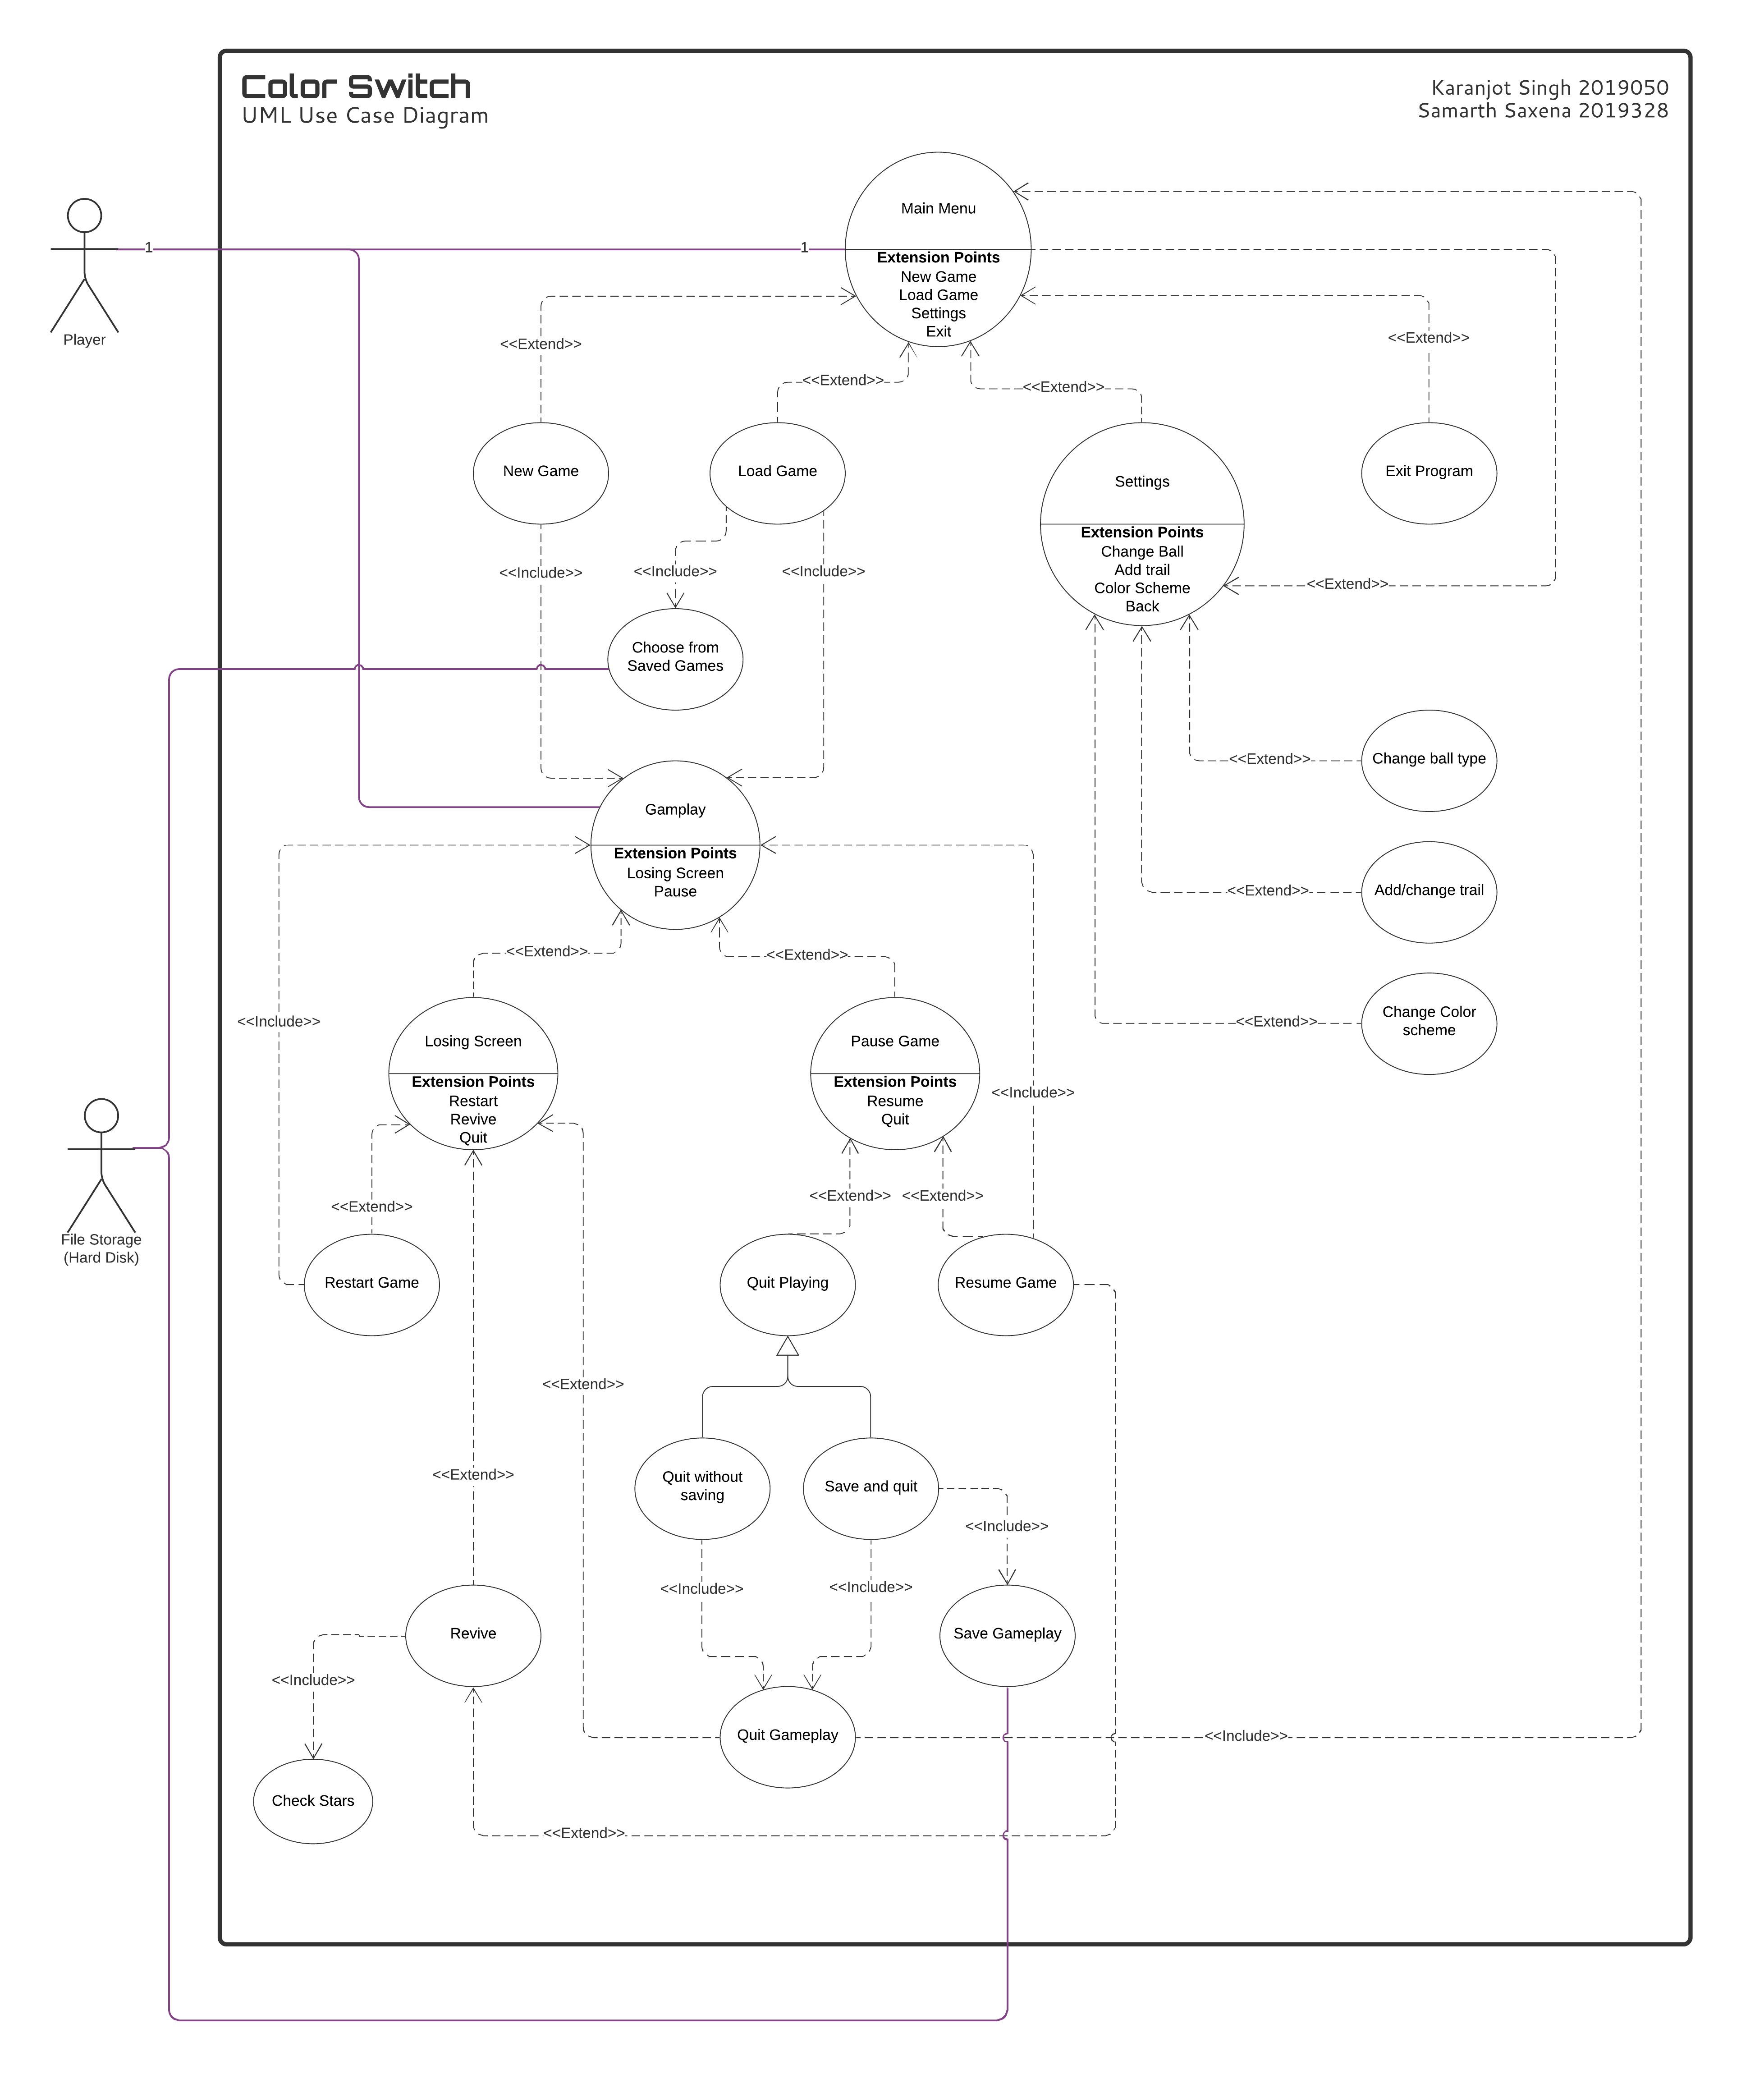 Color Switch
UML Use Case Diagram
Karanjot Singh 2019050
Samarth Saxena 2019328
Player
1
1
Main Menu
Extension Points
New Game
Load Game
Settings
Exit
<<Extend>>
<<Extend>>
<<Extend>>
<<Extend>>
New Game
Load Game
Settings
Extension Points
Change Ball
Add trail
Color Scheme
Back
Exit Program
<<Include>>
<<Include>>
<<Include>>
<<Extend>>
Choose from
Saved Games
Change ball type
<<Extend>>
Gamplay
Extension Points
Losing Screen
Pause
Add/change trail
<<Extend>>
<<Extend>>
<<Extend>>
Change Color
scheme
<<Extend>>
<<Include>>
Losing Screen
Extension Points
Restart
Revive
Quit
Pause Game
Extension Points
Resume
Quit
<<Include>>
File Storage
(Hard Disk)
<<Extend>>
<<Extend>>
<<Extend>>
Restart Game
Quit Playing
Resume Game
<<Extend>>
<<Extend>>
Quit without
saving
Save and quit
<<Include>>
<<Include>>
<<Include>>
Revive
Save Gameplay
<<Include>>
Quit Gameplay
<<Include>>
Check Stars
<<Extend>>